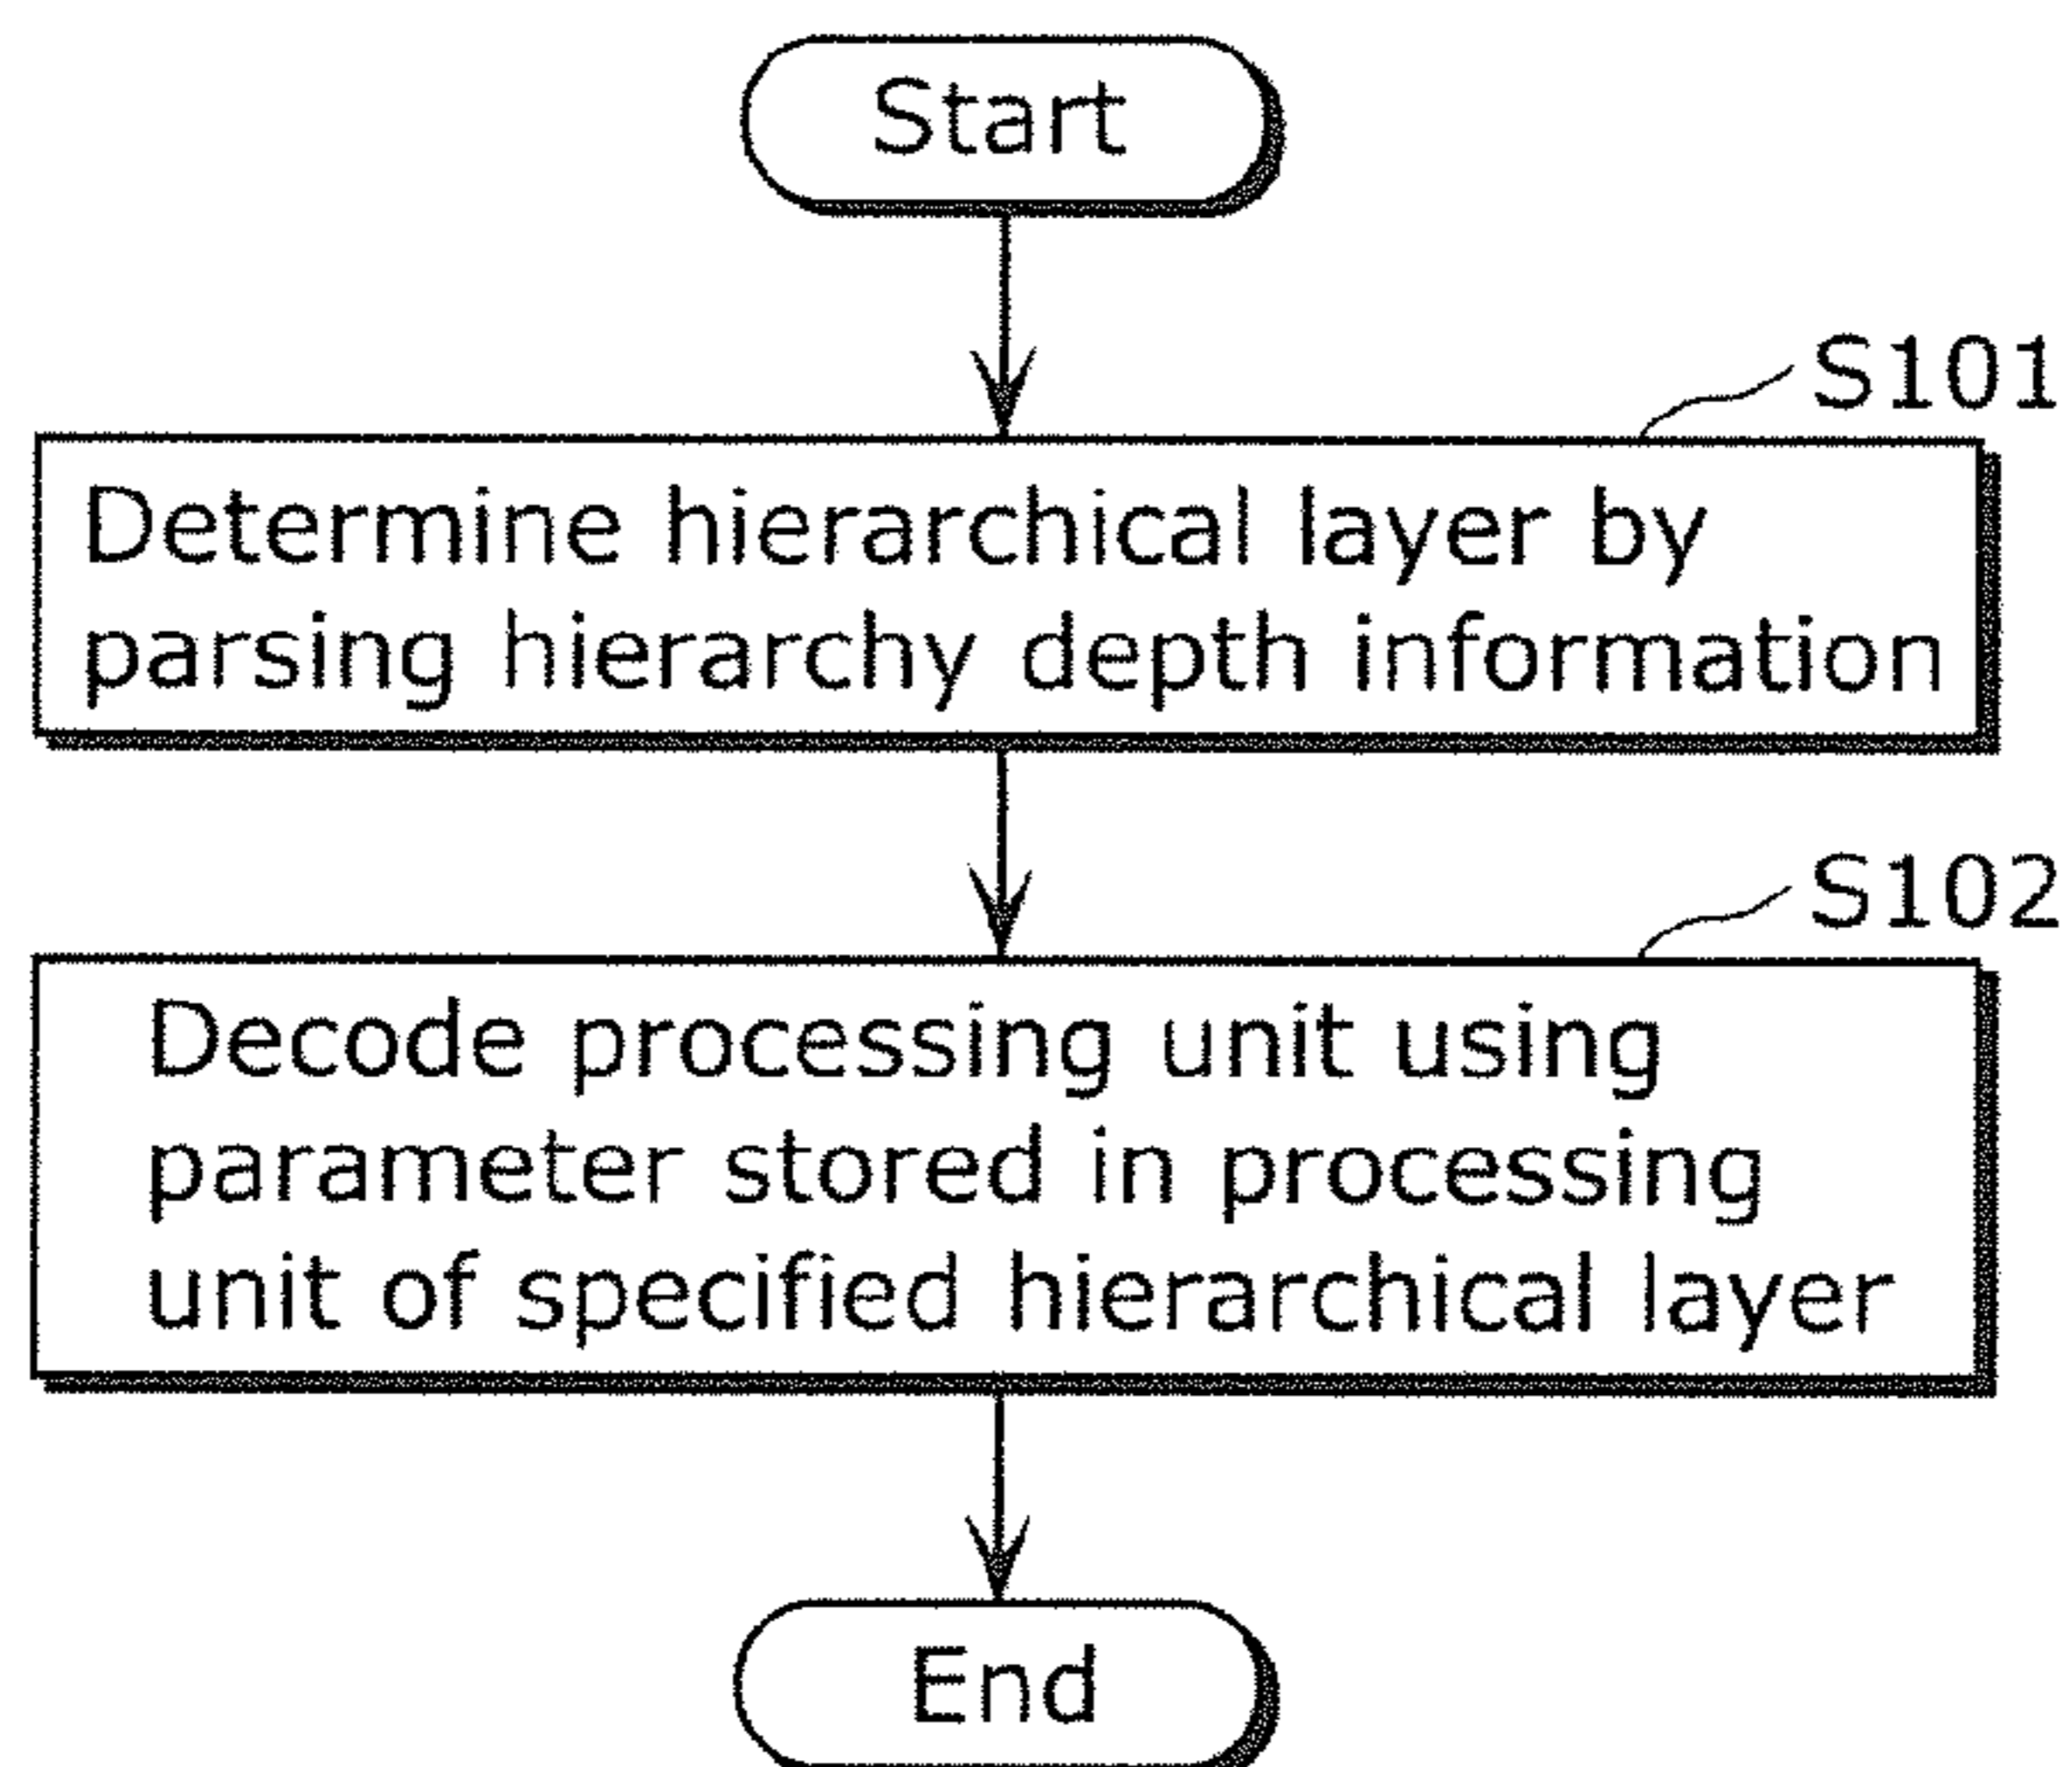 Start
S101
Determine hierarchical layer by
parsing hierarchy depth information
S102
Decode processing unit using
parameter stored in processing
unit of specified hierarchical layer
End